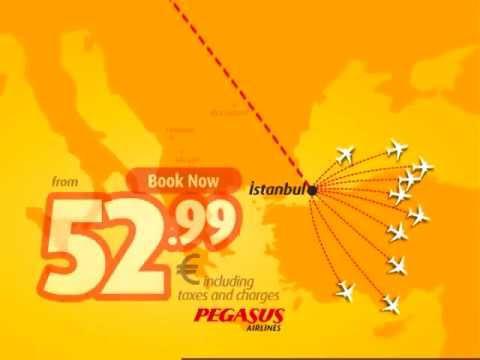 from
Book Now
52.99
€ including
taxes and charges
PEGASUS
AIRLINES
İstanbul